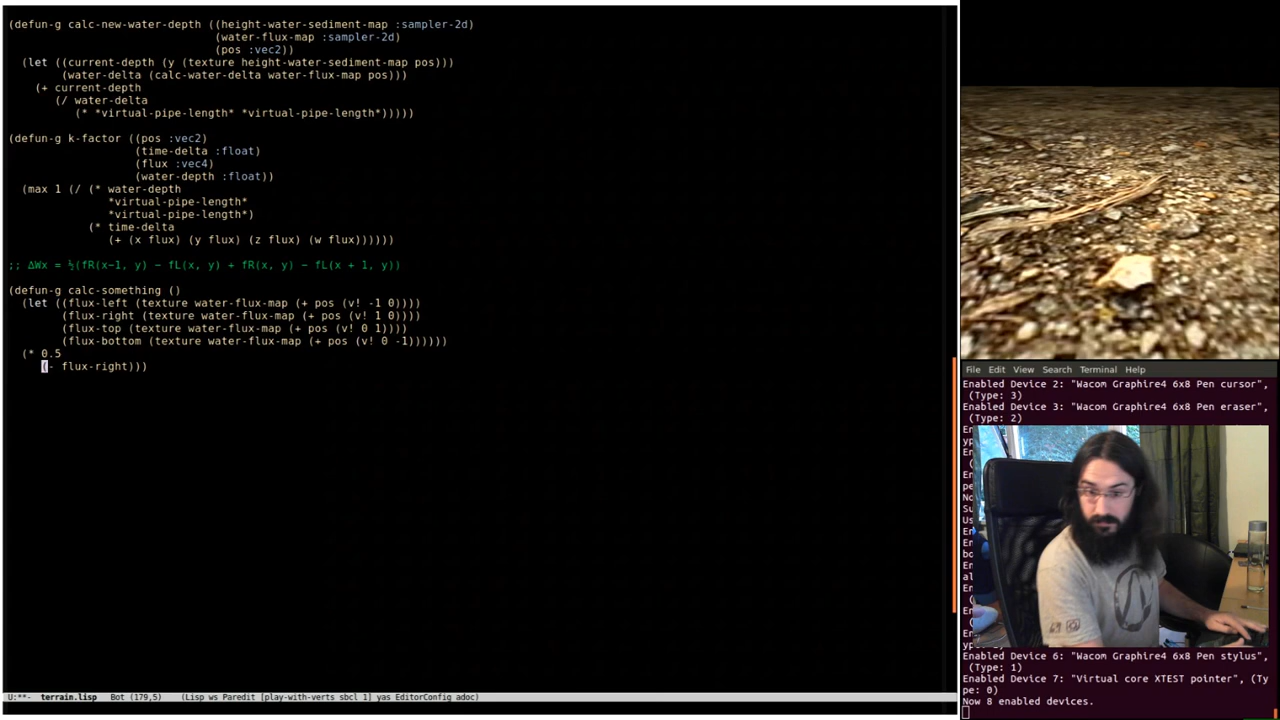 (defun-g calc-new-water-depth ((height-water-sediment-map :sampler-2d)
(water-flux-map :sampler-2d)
(pos :vec2))
(let ((current-depth (y (texture height-water-sediment-map pos)))
(water-delta (calc-water-delta water-flux-map pos)))
(+ current-depth
(/ water-delta
(* *virtual-pipe-length* *virtual-pipe-length*)))))
(defun-g k-factor ((pos :vec2)
(time-delta :float)
(flux :vec4)
(water-depth :float))
(max 1 (/ (* water-depth
*virtual-pipe-length*
*virtual-pipe-length*)
(* time-delta
(+ (x flux) (y flux) (z flux) (w flux))))))
;; ΔWx = ½(fR(x−1, y) − fL(x, y) + fR(x, y) − fL(x + 1, y))
(defun-g calc-something ()
(let ((flux-left (texture water-flux-map (+ pos (v! -1 0))))
(flux-right (texture water-flux-map (+ pos (v! 1 0))))
(flux-top (texture water-flux-map (+ pos (v! 0 1))))
(flux-bottom (texture water-flux-map (+ pos (v! 0 -1))))))
(* 0.5
(- flux-right)))
U:**- terrain.lisp Bot (179,5) (Lisp ws Paredit [play-with-verts sbcl 1] yas EditorConfig adoc)
File Edit View Search Terminal Help
Enabled Device 2: "Wacom Graphire4 6x8 Pen cursor",
(Type: 3)
Enabled Device 3: "Wacom Graphire4 6x8 Pen eraser",
(Type: 2)
Enabled Device 6: "Wacom Graphire4 6x8 Pen stylus",
(Type: 1)
Enabled Device 7: "Virtual core XTEST pointer", (Ty
pe: 0)
Now 8 enabled devices.